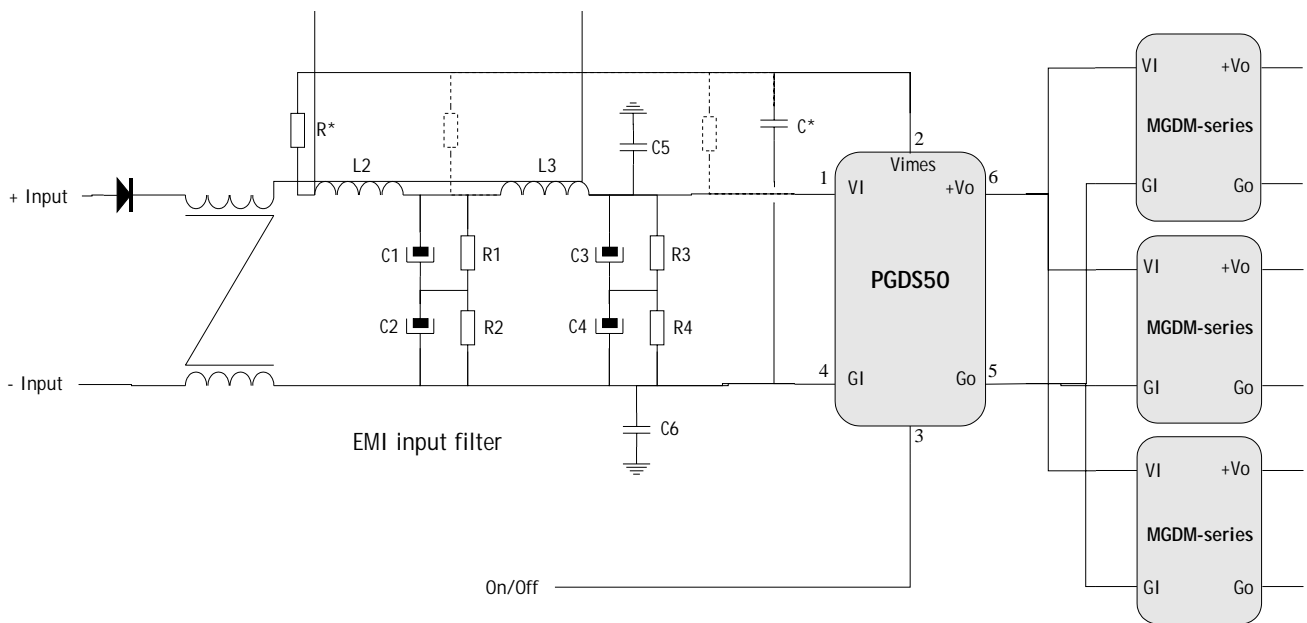 VI
+Vo
MGDM-series
GI
Go
R*
C*
C5
2
Vimes
L2
L3
+ Input
1
VI
+Vo
6
C1
R1
C3
R3
PGDS50
VI
+Vo
MGDM-series
C2
R2
C4
R4
- Input
4
GI
Go
5
GI
Go
EMI input filter
C6
3
VI
+Vo
MGDM-series
On/Off
GI
Go